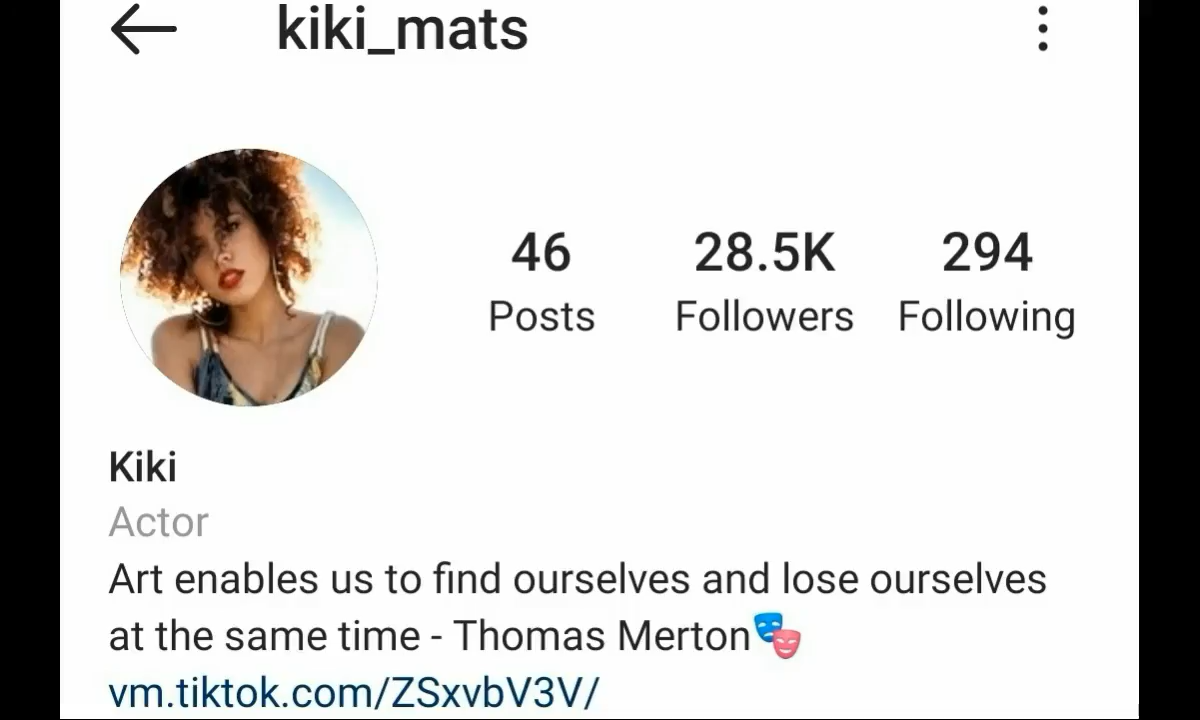 kiki_mats
46 28.5K 294
Posts Followers Following
Kiki
Actor
Art enables us to find ourselves and lose ourselves
at the same time - Thomas Merton🎭
vm.tiktok.com/ZSxvbV3V/